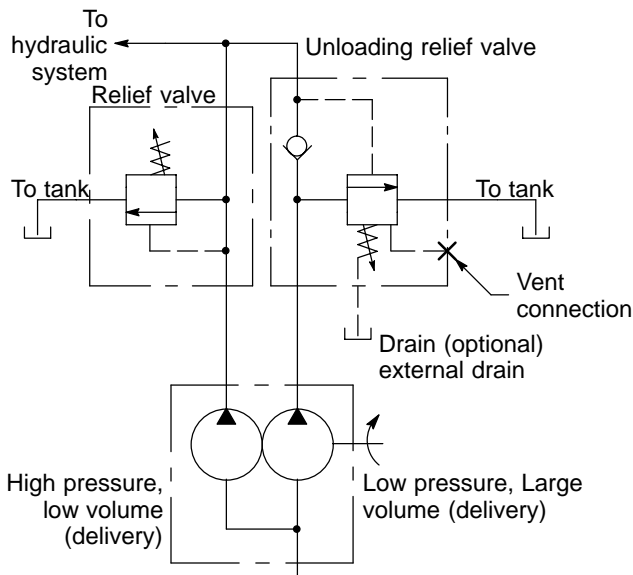 To
hydraulic
system
Unloading relief valve
Relief valve
To tank
To tank
Vent
connection
Drain (optional)
external drain
High pressure,
low volume
(delivery)
Low pressure, Large
volume (delivery)